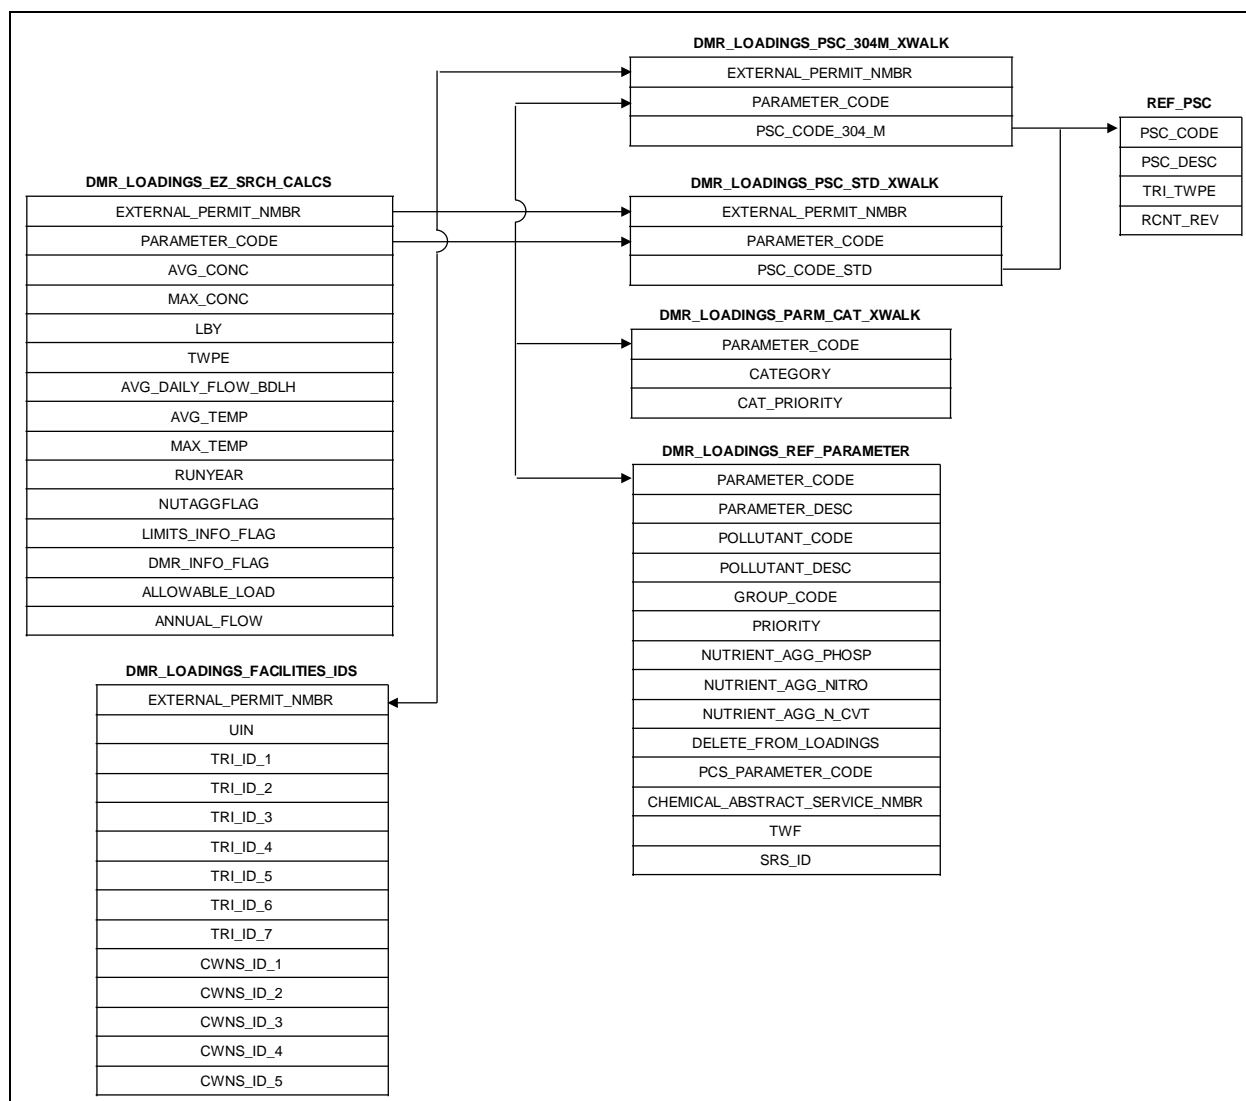 DMR_LOADINGS_PSC_304M_XWALK
EXTERNAL_PERMIT_NMBR
PARAMETER_CODE
PSC_CODE_304_M
REF_PSC
PSC_CODE
PSC_DESC
TRI_TWPE
RCNT_REV
DMR_LOADINGS_EZ_SRCH_CALCS
EXTERNAL_PERMIT_NMBR
PARAMETER_CODE
AVG_CONC
MAX_CONC
LBY
TWPE
AVG_DAILY_FLOW_BDLH
AVG_TEMP
MAX_TEMP
RUNYEAR
NUTAGGFLAG
LIMITS_INFO_FLAG
DMR_INFO_FLAG
ALLOWABLE_LOAD
ANNUAL_FLOW
DMR_LOADINGS_PSC_STD_XWALK
EXTERNAL_PERMIT_NMBR
PARAMETER_CODE
PSC_CODE_STD
DMR_LOADINGS_PARM_CAT_XWALK
PARAMETER_CODE
CATEGORY
CAT_PRIORITY
DMR_LOADINGS_REF_PARAMETER
PARAMETER_CODE
PARAMETER_DESC
POLLUTANT_CODE
POLLUTANT_DESC
GROUP_CODE
PRIORITY
NUTRIENT_AGG_PHOSP
NUTRIENT_AGG_NITRO
NUTRIENT_AGG_N_CVT
DELETE_FROM_LOADINGS
PCS_PARAMETER_CODE
CHEMICAL_ABSTRACT_SERVICE_NMBR
TWF
SRS_ID
DMR_LOADINGS_FACILITIES_IDS
EXTERNAL_PERMIT_NMBR
UIN
TRI_ID_1
TRI_ID_2
TRI_ID_3
TRI_ID_4
TRI_ID_5
TRI_ID_6
TRI_ID_7
CWNS_ID_1
CWNS_ID_2
CWNS_ID_3
CWNS_ID_4
CWNS_ID_5